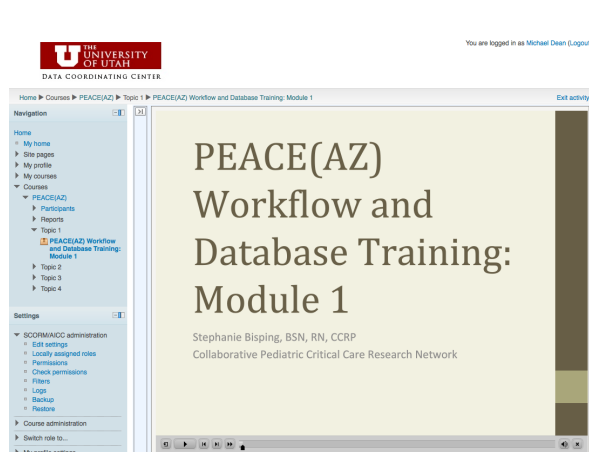 You are logged in as Michael Dean (Logout
THE
UNIVERSITY
OF UTAH
DATA COORDINATING CENTER
Home ▶ Courses ▶ PEACE(AZ) ▶ Topic 1 ▶ PEACE(AZ) Workflow and Database Training: Module 1
Exit activity
Navigation
Home
My home
Site pages
My profile
My courses
Courses
PEACE(AZ)
Participants
Reports
Topic 1
PEACE(AZ) Workflow
and Database Training:
Module 1
Topic 2
Topic 3
Topic 4
Settings
SCORM/AICC administration
Edit settings
Locally assigned roles
Permissions
Check permissions
Filters
Logs
Backup
Restore
Course administration
Switch role to...
My profile settings
PEACE(AZ)
Workflow and
Database Training:
Module 1
Stephanie Bisping, BSN, RN, CCRP
Collaborative Pediatric Critical Care Research Network